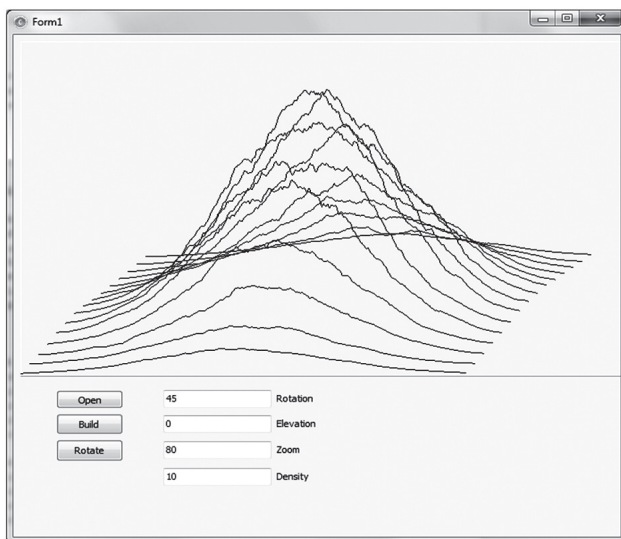 Form1
Open
45
Rotation
Build
0
Elevation
Rotate
80
Zoom
10
Density